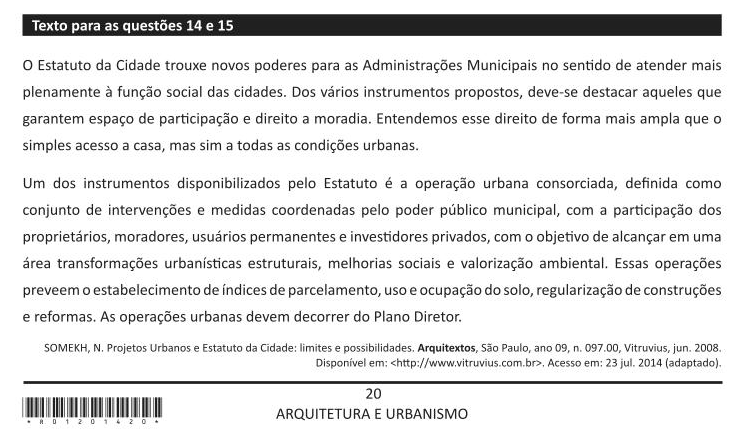 Texto para as questões 14 e 15
O Estatuto da Cidade trouxe novos poderes para as Administrações Municipais no sentido de atender mais
plenamente à função social das cidades. Dos vários instrumentos propostos, deve-se destacar aqueles que
garantem espaço de participação e direito a moradia. Entendemos esse direito de forma mais ampla que o
simples acesso a casa, mas sim a todas as condições urbanas.
Um dos instrumentos disponibilizados pelo Estatuto é a operação urbana consorciada, definida como
conjunto de intervenções e medidas coordenadas pelo poder público municipal, com a participação dos
proprietários, moradores, usuários permanentes e investidores privados, com o objetivo de alcançar em uma
área transformações urbanísticas estruturais, melhorias sociais e valorização ambiental. Essas operações
preveem o estabelecimento de índices de parcelamento, uso e ocupação do solo, regularização de construções
e reformas. As operações urbanas devem decorrer do Plano Diretor.
SOMEKH, N. Projetos Urbanos e Estatuto da Cidade: limites e possibilidades. Arquitextos, São Paulo, ano 09, n. 097.00, Vitruvius, jun. 2008.
Disponível em: <http://www.vitruvius.com.br>. Acesso em: 23 jul. 2014 (adaptado).
20
ARQUITETURA E URBANISMO
* R 0 1 2 0 1 4 2 0 *